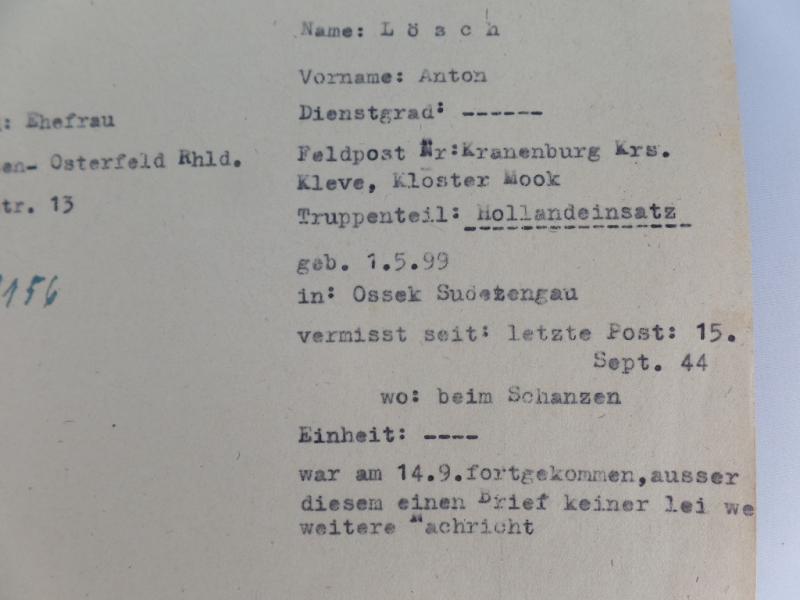 Name: L ö s c h
Vorname: Anton
Dienstgrad: ------
: Ehefrau
en- Osterfeld Rhld.
Feldpost Nr:Kranenburg Krs.
Kleve, Kloster Mook
tr. 13
Truppenteil: Hollandeinsatz
geb. 1.5.99
156
in: Ossek Sudetengau
vermisst seit: letzte Post: 15.
Sept. 44
wo: beim Schanzen
Einheit: ----
war am 14.9.fortgekommen,ausser
diesem einen Brief keiner lei we
weitere Nachricht